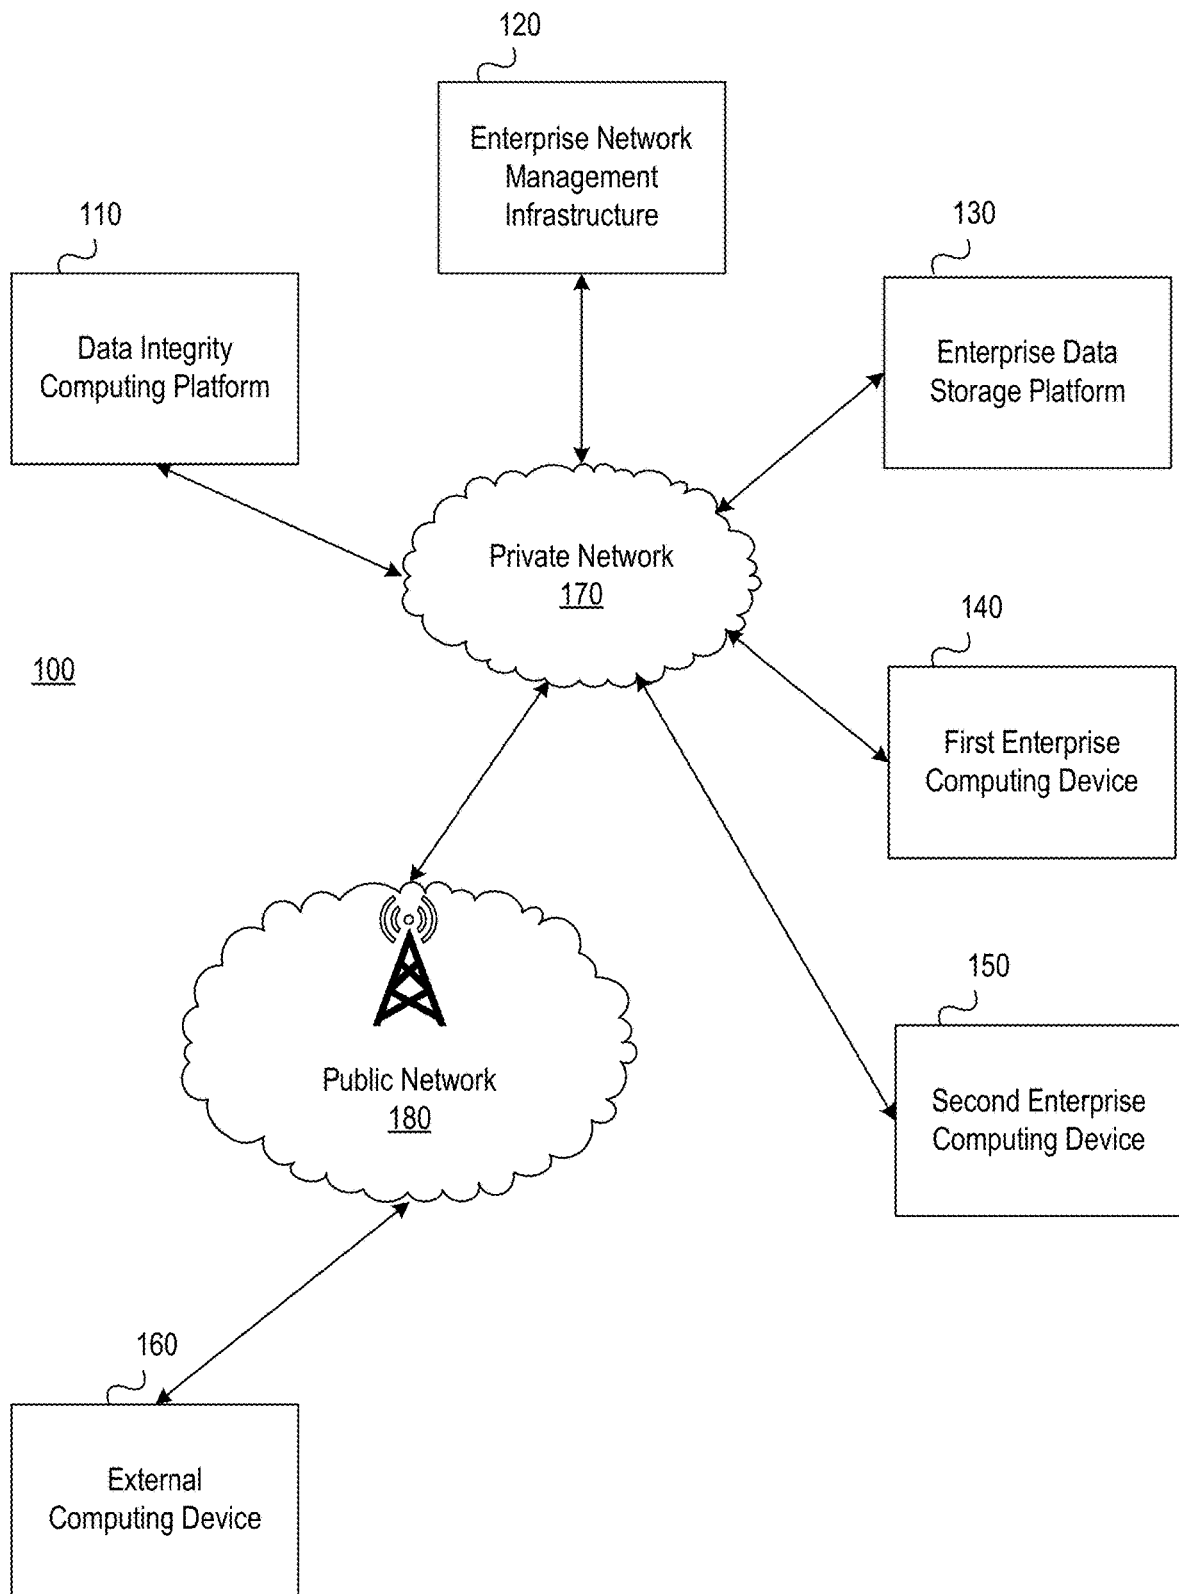 120
Enterprise Network
Management
Infrastructure
110
Data Integrity
Computing Platform
130
Enterprise Data
Storage Platform
Private Network
170
100
140
First Enterprise
Computing Device
150
Second Enterprise
Computing Device
Public Network
180
160
External
Computing Device